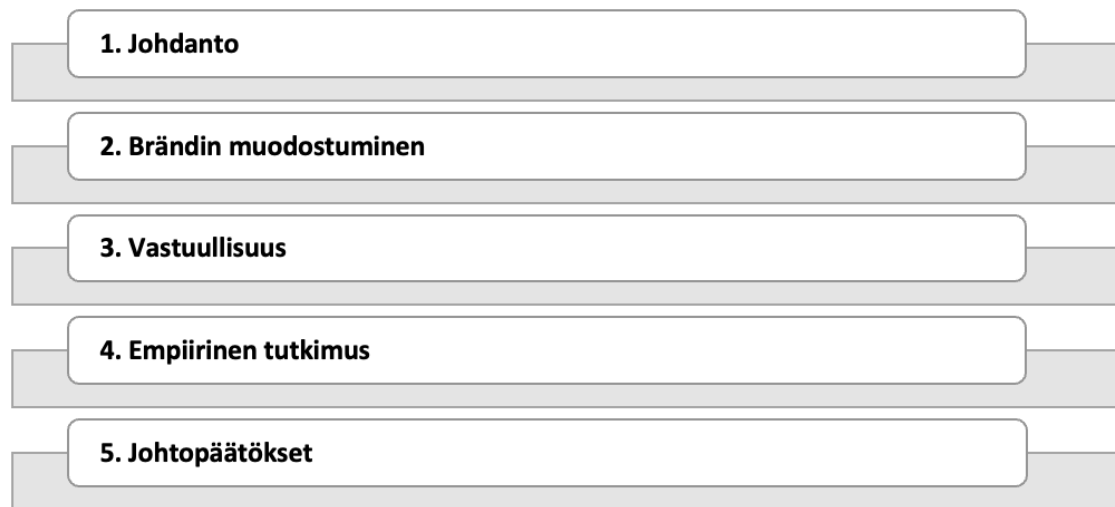 1. Johdanto
2. Brändin muodostuminen
3. Vastuullisuus
4. Empiirinen tutkimus
5. Johtopäätökset